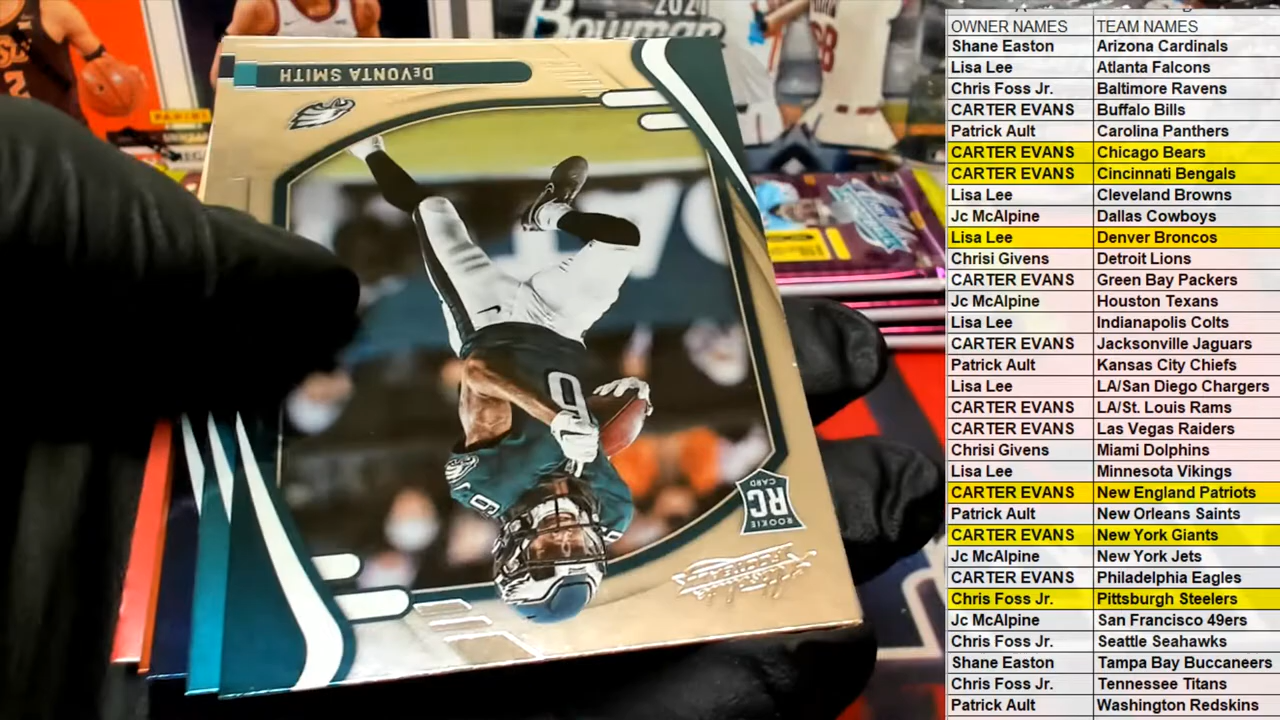 2021
Bowman
PANINI
DEVONTA SMITH
6
6
RC
ROOKIE
CARD
OWNER NAMES TEAM NAMES
Shane Easton Arizona Cardinals
Lisa Lee Atlanta Falcons
Chris Foss Jr. Baltimore Ravens
CARTER EVANS Buffalo Bills
Patrick Ault Carolina Panthers
CARTER EVANS Chicago Bears
CARTER EVANS Cincinnati Bengals
Lisa Lee Cleveland Browns
Jc McAlpine Dallas Cowboys
Lisa Lee Denver Broncos
Chrisi Givens Detroit Lions
CARTER EVANS Green Bay Packers
Jc McAlpine Houston Texans
Lisa Lee Indianapolis Colts
CARTER EVANS Jacksonville Jaguars
Patrick Ault Kansas City Chiefs
Lisa Lee LA/San Diego Chargers
CARTER EVANS LA/St. Louis Rams
CARTER EVANS Las Vegas Raiders
Chrisi Givens Miami Dolphins
Lisa Lee Minnesota Vikings
CARTER EVANS New England Patriots
Patrick Ault New Orleans Saints
CARTER EVANS New York Giants
Jc McAlpine New York Jets
CARTER EVANS Philadelphia Eagles
Chris Foss Jr. Pittsburgh Steelers
Jc McAlpine San Francisco 49ers
Chris Foss Jr. Seattle Seahawks
Shane Easton Tampa Bay Buccaneers
Chris Foss Jr. Tennessee Titans
Patrick Ault Washington Redskins